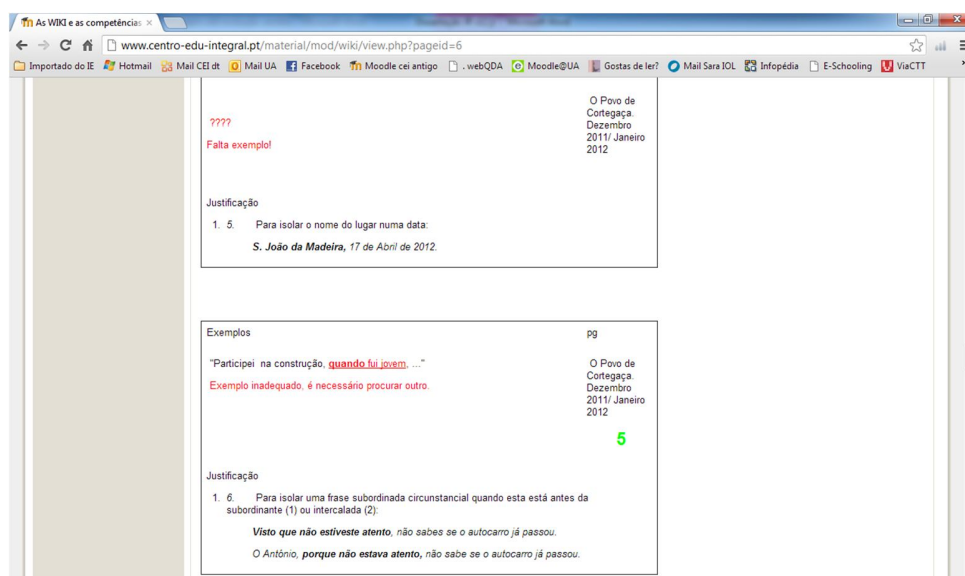 As WIKI e as competências
www.centro-edu-integral.pt/material/mod/wiki/view.php?pageid=6
Importado do IE Hotmail Mail CEI dt Mail UA Facebook Moodle cei antigo . webQDA Moodle@UA Gostas de ler? Mail Sara IOL Infopédia E-Schooling ViaCTT
????
Falta exemplo!
O Povo de
Cortegaça.
Dezembro
2011/ Janeiro
2012
Justificação
1. 5. Para isolar o nome do lugar numa data:
S. João da Madeira, 17 de Abril de 2012.
Exemplos
pg
"Participei na construção, quando fui jovem, ..."
Exemplo inadequado, é necessário procurar outro.
O Povo de
Cortegaça.
Dezembro
2011/ Janeiro
2012
5
Justificação
1. 6. Para isolar uma frase subordinada circunstancial quando esta está antes da
subordinante (1) ou intercalada (2):
Visto que não estiveste atento, não sabes se o autocarro já passou.
O António, porque não estava atento, não sabe se o autocarro já passou.